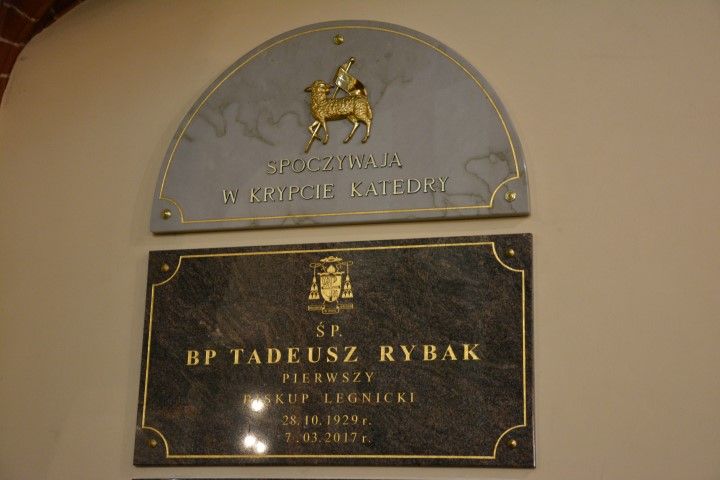 SPOCZYWAJĄ
W KRYPCIE KATEDRY
ŚP.
BP TADEUSZ RYBAK
PIERWSZY
BISKUP LEGNICKI
28.10.1929 r.
7.03.2017 r.